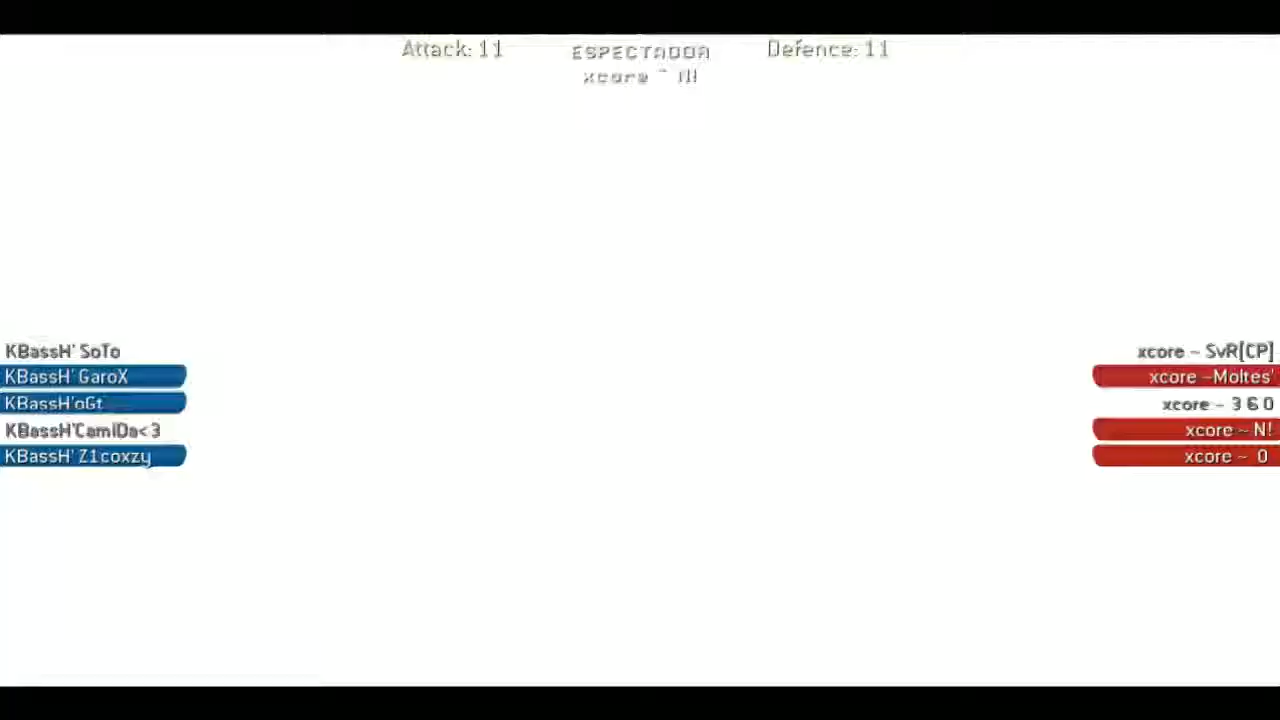 Attack: 11
ESPECTADOR
Defence: 11
xcore ~ N!
KBassH' SoTo
KBassH' GaroX
KBassH'oGt
KBassH'CamiDa<3
KBassH' Z1coxzy
xcore ~ SvR[CP]
xcore ~Moltes'
xcore ~ 3 6 0
xcore ~ N!
xcore ~ 0